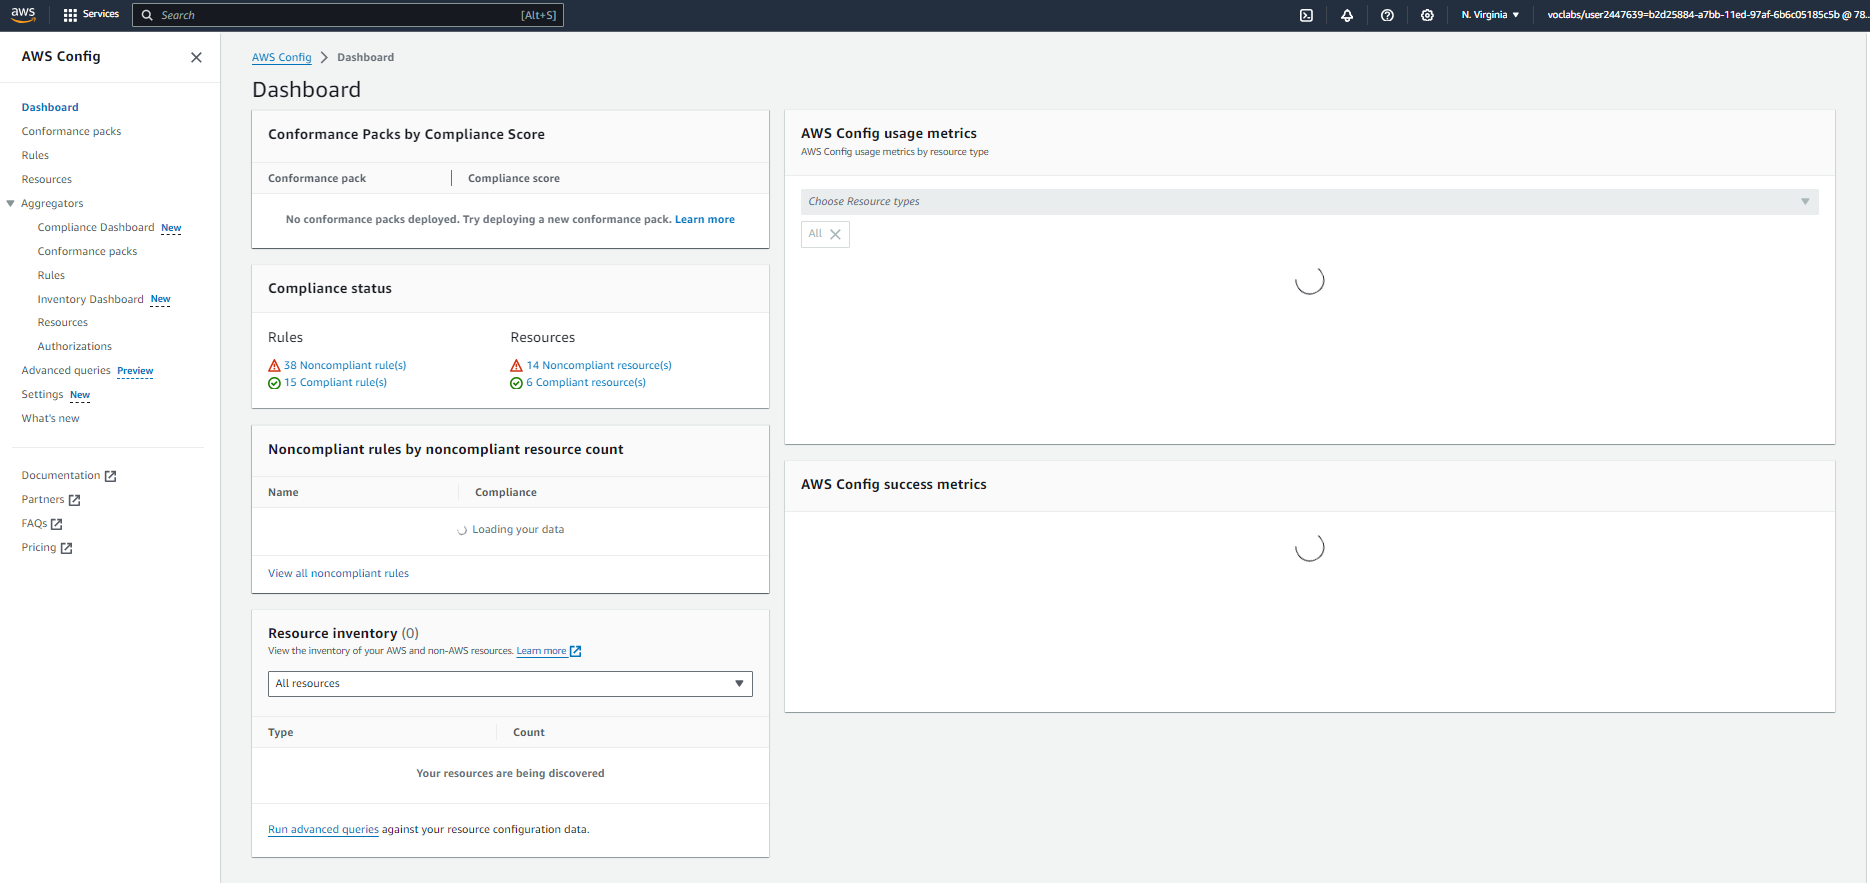 aws
Services
Search
[Alt+S]
N. Virginia
voclabs/user2447639=b2d25884-a7bb-11ed-97af-6b6c05185c5b @ 78...
AWS Config
Dashboard
Conformance packs
Rules
Resources
Aggregators
Compliance Dashboard New
Conformance packs
Rules
Inventory Dashboard New
Resources
Authorizations
Advanced queries Preview
Settings New
What's new
Documentation
Partners
FAQs
Pricing
AWS Config > Dashboard
Dashboard
Conformance Packs by Compliance Score
Conformance pack
Compliance score
No conformance packs deployed. Try deploying a new conformance pack. Learn more
Compliance status
Rules
38 Noncompliant rule(s)
15 Compliant rule(s)
Resources
14 Noncompliant resource(s)
6 Compliant resource(s)
Noncompliant rules by noncompliant resource count
Name
Compliance
Loading your data
View all noncompliant rules
Resource inventory (0)
View the inventory of your AWS and non-AWS resources. Learn more
All resources
Type
Count
Your resources are being discovered
Run advanced queries against your resource configuration data.
AWS Config usage metrics
AWS Config usage metrics by resource type
Choose Resource types
All
AWS Config success metrics